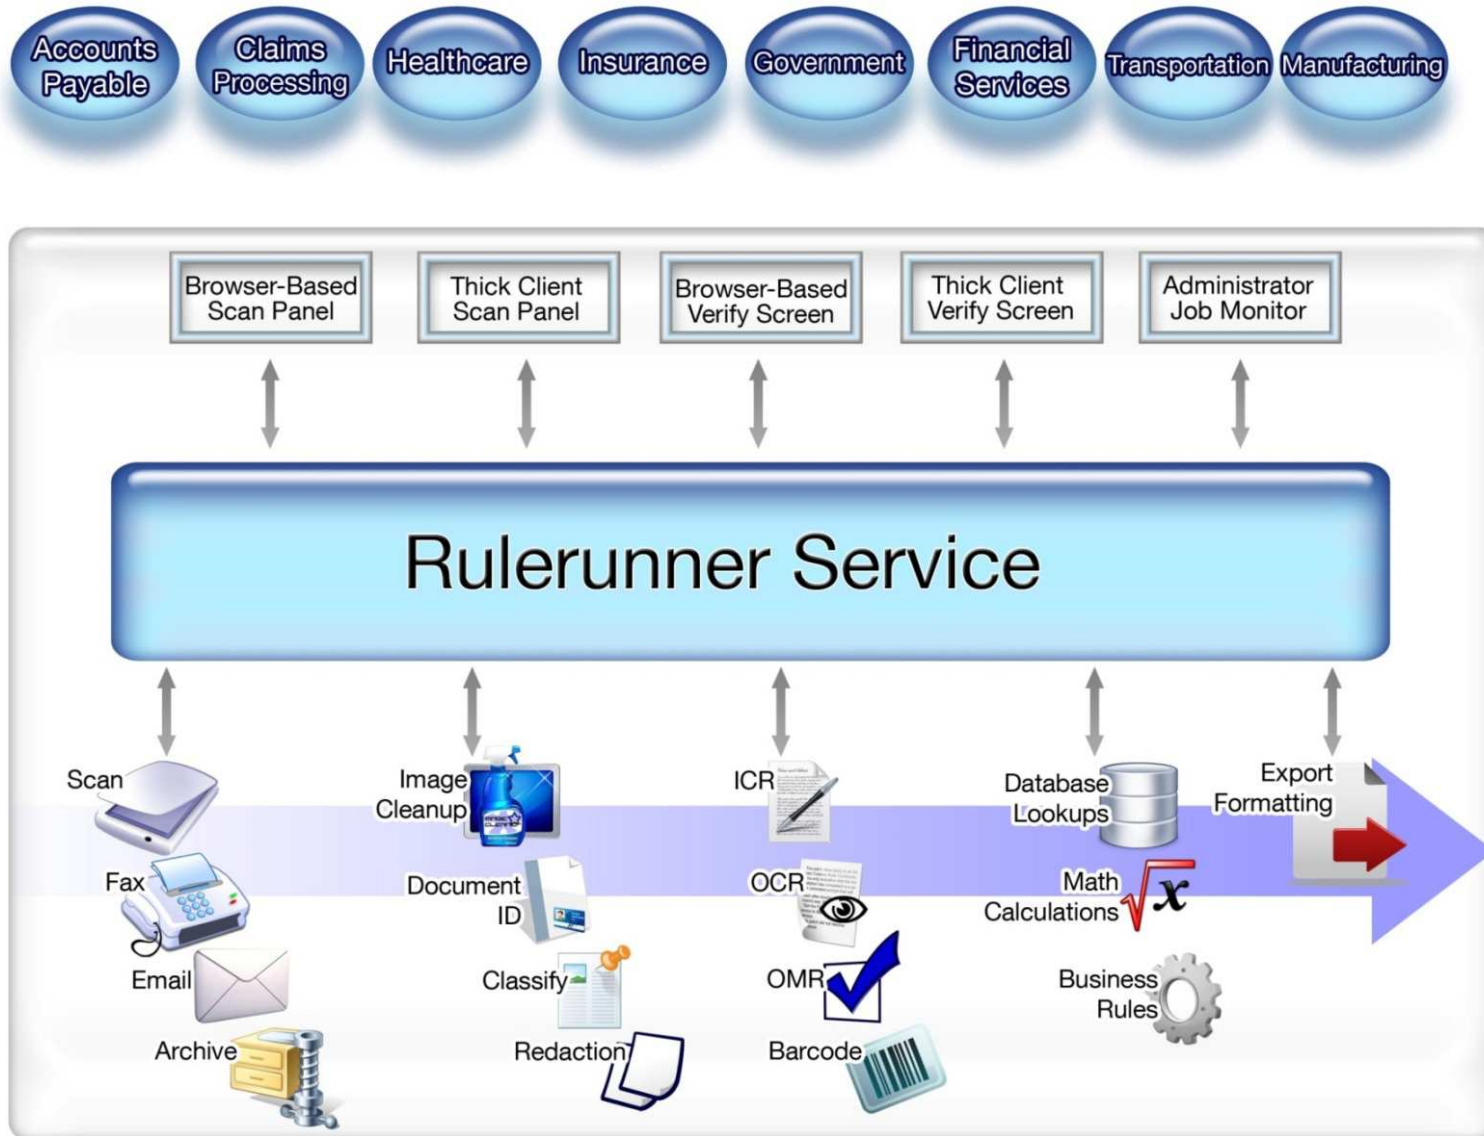 Accounts
Payable
Claims
Processing
Healthcare
Insurance
Government
Financial
Services
Transportation
Manufacturing
Browser-Based
Scan Panel
Thick Client
Scan Panel
Browser-Based
Verify Screen
Thick Client
Verify Screen
Administrator
Job Monitor
Rulerunner Service
Scan
Fax
Email
Archive
Image
Cleanup
Document
ID
Classify
Redaction
ICR
OCR
OMR
Barcode
Database
Lookups
Math
Calculations
x
Business
Rules
Export
Formatting